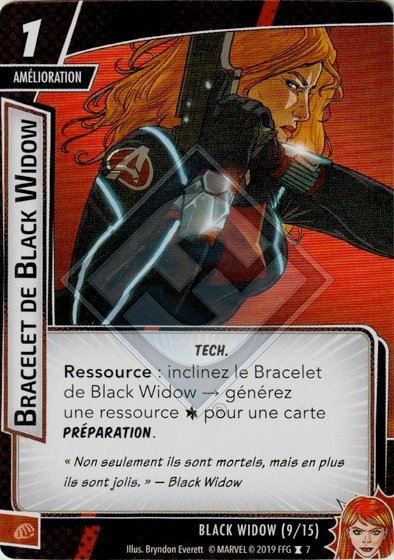 1
AMÉLIORATION
BRACELET DE BLACK WIDOW
TECH.
Ressource : inclinez le Bracelet
de Black Widow → générez
une ressource pour une carte
PRÉPARATION.
« Non seulement ils sont mortels, mais en plus
ils sont jolis. » — Black Widow
BLACK WIDOW (9/15)
Illus. Bryndon Everett © MARVEL © 2019 FFG 7